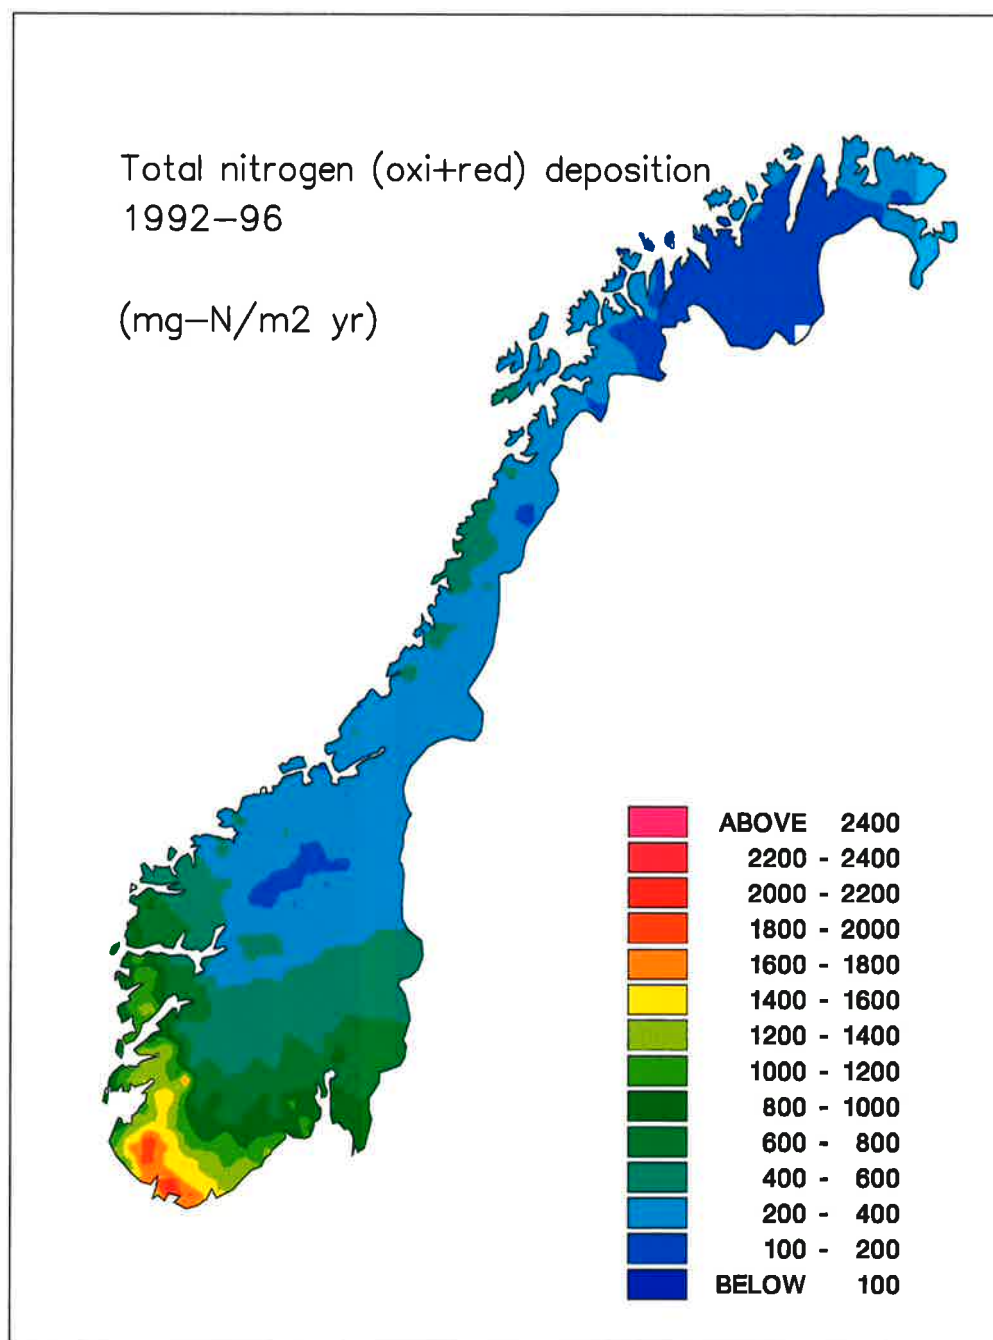 Total nitrogen (oxi+red) deposition
1992-96
(mg-N/m2 yr)
ABOVE 2400
2200 - 2400
2000 - 2200
1800 - 2000
1600 - 1800
1400 - 1600
1200 - 1400
1000 - 1200
800 - 1000
600 - 800
400 - 600
200 - 400
100 - 200
BELOW 100